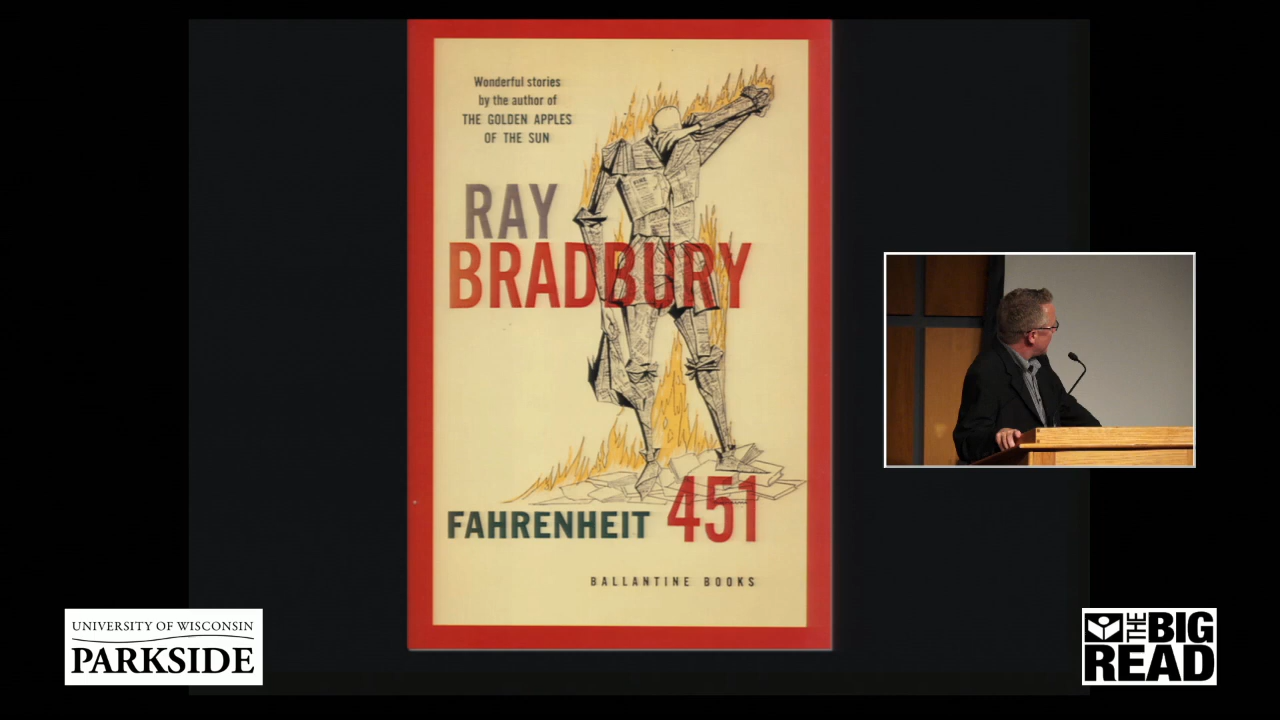 Wonderful stories
by the author of
THE GOLDEN APPLES
OF THE SUN
RAY
BRADBURY
FAHRENHEIT 451
BALLANTINE BOOKS
UNIVERSITY OF WISCONSIN
PARKSIDE
THE BIG
READ